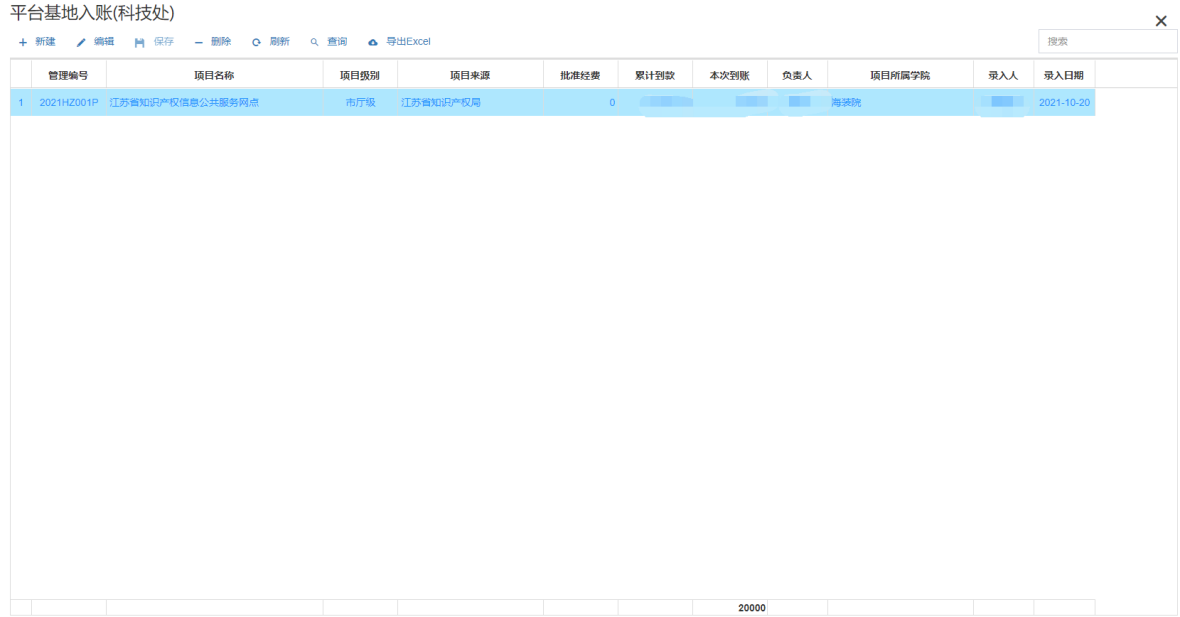 平台基地入账(科技处)
新建 编辑 保存 删除 刷新 查询 导出Excel
搜索
管理编号 项目名称 项目级别 项目来源 批准经费 累计到款 本次到账 负责人 项目所属学院 录入人 录入日期
1 2021HZ001P 江苏省知识产权信息公共服务网点 市厅级 江苏省知识产权局 0 海装院 2021-10-20
20000